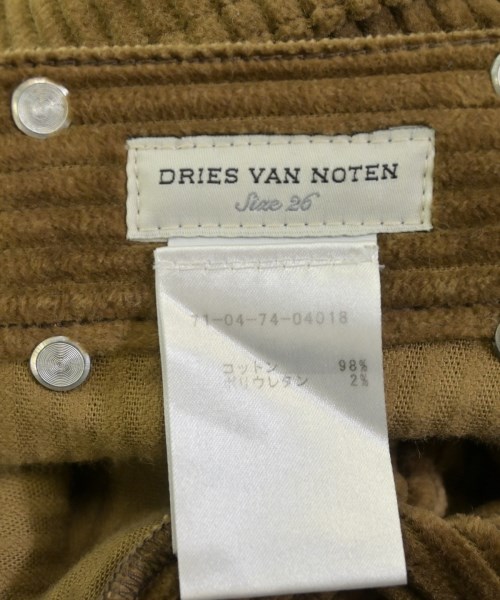 DRIES VAN NOTEN
Size 26
71-04-74-04018
コットン 98%
ポリウレタン 2%